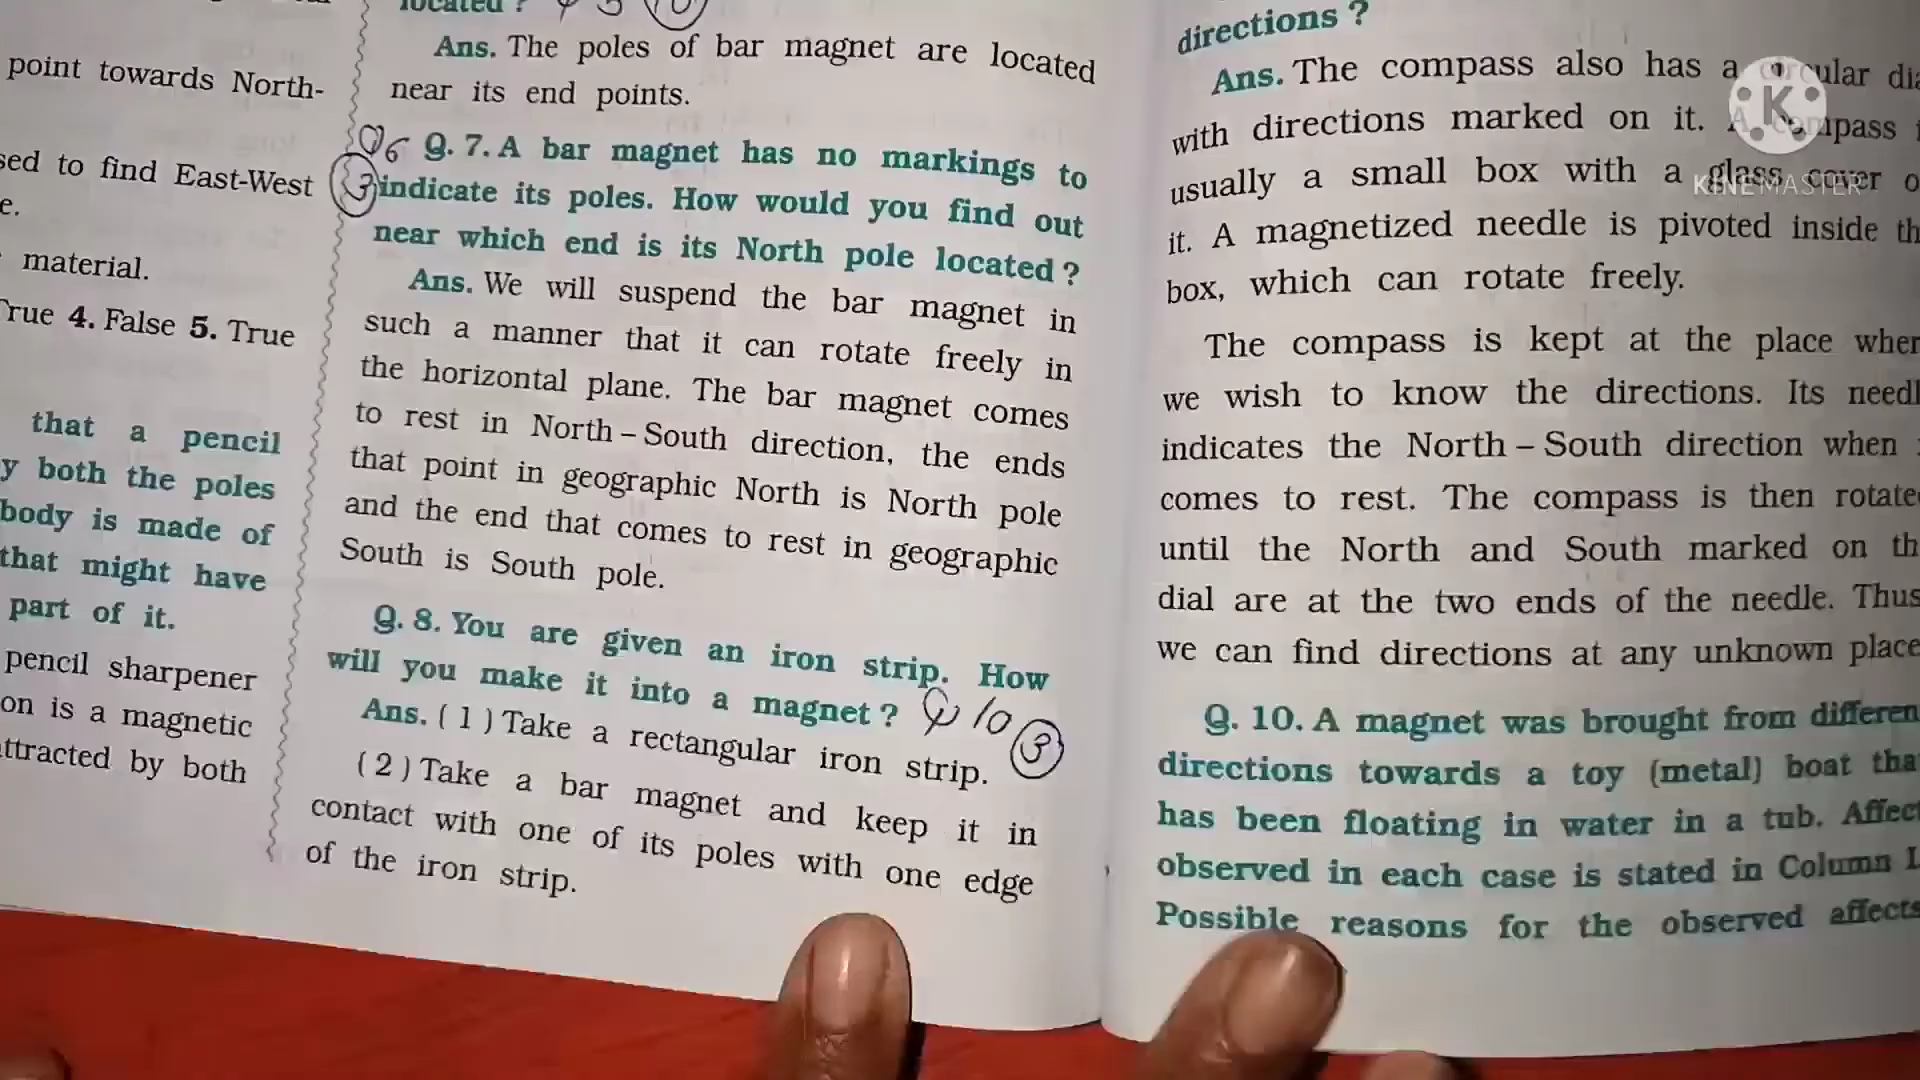 point towards North-
sed to find East-West
e.
material.
True 4. False 5. True
that a pencil
y both the poles
body is made of
that might have
part of it.
pencil sharpener
on is a magnetic
ttracted by both
located ?
Ans. The poles of bar magnet are located
near its end points.
Q6
Q. 7. A bar magnet has no markings to
3 indicate its poles. How would you find out
near which end is its North pole located ?
Ans. We will suspend the bar magnet in
such a manner that it can rotate freely in
the horizontal plane. The bar magnet comes
to rest in North – South direction, the ends
that point in geographic North is North pole
and the end that comes to rest in geographic
South is South pole.
Q. 8. You are given an iron strip. How
will you make it into a magnet ?
10
3
Ans. ( 1 ) Take a rectangular iron strip.
( 2 ) Take a bar magnet and keep it in
contact with one of its poles with one edge
of the iron strip.
directions ?
Ans. The compass also has a circular dia
with directions marked on it. A compass
usually a small box with a glass cover o
it. A magnetized needle is pivoted inside th
box, which can rotate freely.
The compass is kept at the place wher
we wish to know the directions. Its needl
indicates the North – South direction when
comes to rest. The compass is then rotate
until the North and South marked on th
dial are at the two ends of the needle. Thus
we can find directions at any unknown place
Q. 10. A magnet was brought from differen
directions towards a toy (metal) boat tha
has been floating in water in a tub. Affect
observed in each case is stated in Column I.
Possible reasons for the observed affects
K
KINEMASTER